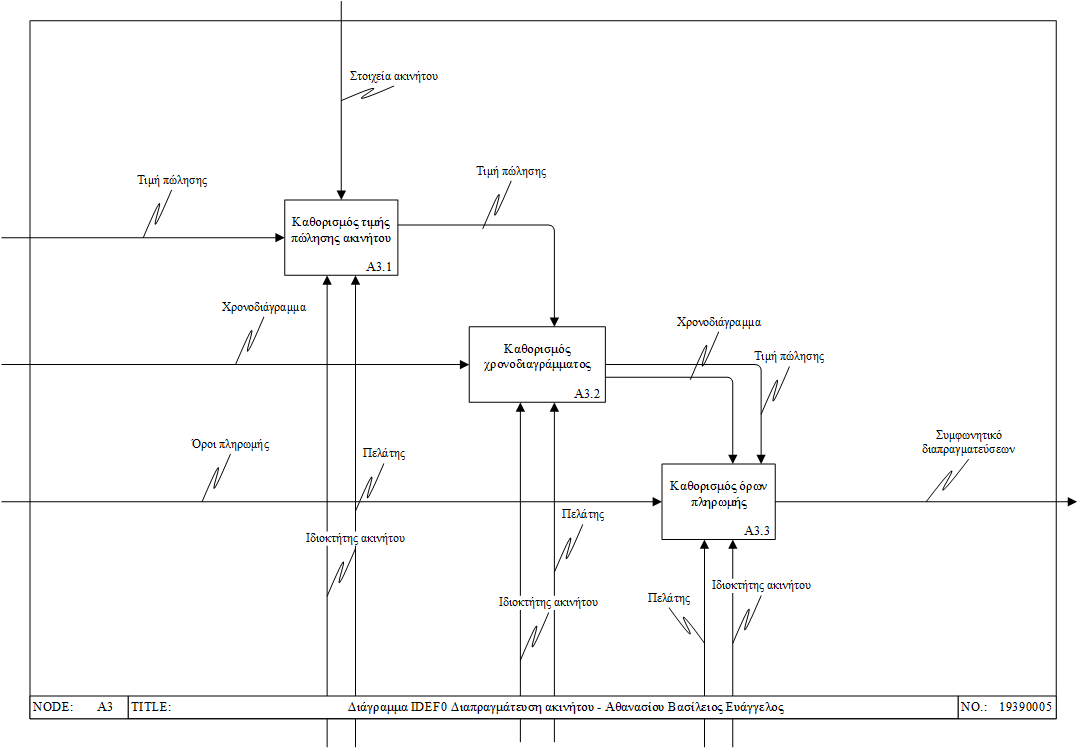 Στοιχεία ακινήτου
Τιμή πώλησης
Τιμή πώλησης
Καθορισμός τιμής
πώλησης ακινήτου
A3.1
Χρονοδιάγραμμα
Χρονοδιάγραμμα
Καθορισμός
χρονοδιαγράμματος
A3.2
Τιμή πώλησης
Όροι πληρωμής
Πελάτης
Συμφωνητικό
διαπραγματεύσεων
Καθορισμός όρων
πληρωμής
A3.3
Πελάτης
Ιδιοκτήτης ακινήτου
Ιδιοκτήτης ακινήτου
Πελάτης
Ιδιοκτήτης ακινήτου
NODE: A3 TITLE: Διάγραμμα IDEF0 Διαπραγμάτευση ακινήτου - Αθανασίου Βασίλειος Ευάγγελος NO.: 19390005